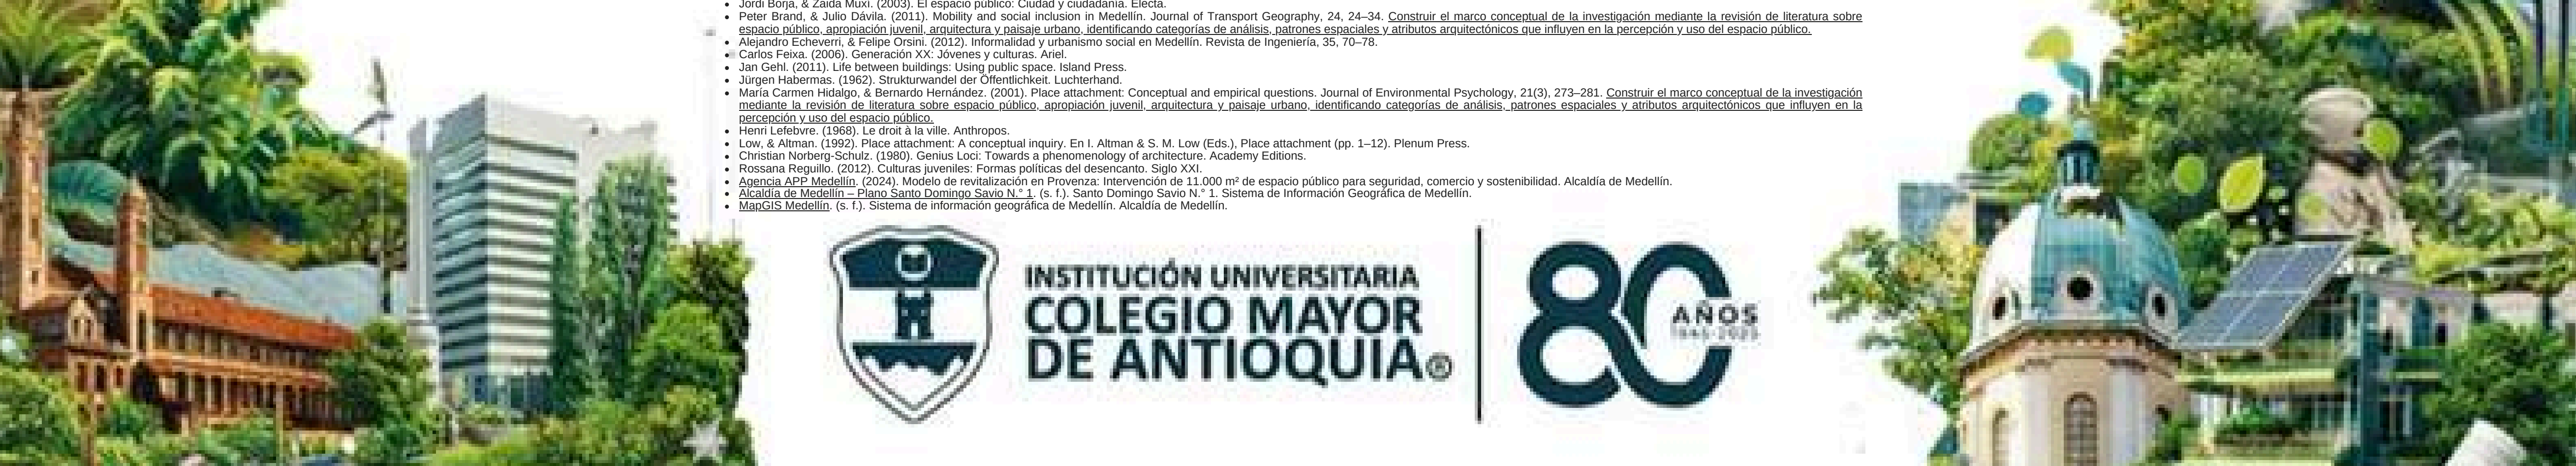 • Jordi Borja, & Zaida Muxí. (2003). El espacio público: Ciudad y ciudadanía. Electa.
• Peter Brand, & Julio Dávila. (2011). Mobility and social inclusion in Medellín. Journal of Transport Geography, 24, 24–34. Construir el marco conceptual de la investigación mediante la revisión de literatura sobre
espacio público, apropiación juvenil, arquitectura y paisaje urbano, identificando categorías de análisis, patrones espaciales y atributos arquitectónicos que influyen en la percepción y uso del espacio público.
• Alejandro Echeverri, & Felipe Orsini. (2012). Informalidad y urbanismo social en Medellín. Revista de Ingeniería, 35, 70–78.
• Carlos Feixa. (2006). Generación XX: Jóvenes y culturas. Ariel.
• Jan Gehl. (2011). Life between buildings: Using public space. Island Press.
• Jürgen Habermas. (1962). Strukturwandel der Öffentlichkeit. Luchterhand.
• María Carmen Hidalgo, & Bernardo Hernández. (2001). Place attachment: Conceptual and empirical questions. Journal of Environmental Psychology, 21(3), 273–281. Construir el marco conceptual de la investigación
mediante la revisión de literatura sobre espacio público, apropiación juvenil, arquitectura y paisaje urbano, identificando categorías de análisis, patrones espaciales y atributos arquitectónicos que influyen en la
percepción y uso del espacio público.
• Henri Lefebvre. (1968). Le droit à la ville. Anthropos.
• Low, & Altman. (1992). Place attachment: A conceptual inquiry. En I. Altman & S. M. Low (Eds.), Place attachment (pp. 1–12). Plenum Press.
• Christian Norberg-Schulz. (1980). Genius Loci: Towards a phenomenology of architecture. Academy Editions.
• Rossana Reguillo. (2012). Culturas juveniles: Formas políticas del desencanto. Siglo XXI.
• Agencia APP Medellín. (2024). Modelo de revitalización en Provenza: Intervención de 11.000 m² de espacio público para seguridad, comercio y sostenibilidad. Alcaldía de Medellín.
• Alcaldía de Medellín – Plano Santo Domingo Savio N.° 1. (s. f.). Santo Domingo Savio N.° 1. Sistema de Información Geográfica de Medellín.
• MapGIS Medellín. (s. f.). Sistema de información geográfica de Medellín. Alcaldía de Medellín.
INSTITUCIÓN UNIVERSITARIA
COLEGIO MAYOR
DE ANTIOQUIA®
80 AÑOS
1945-2025